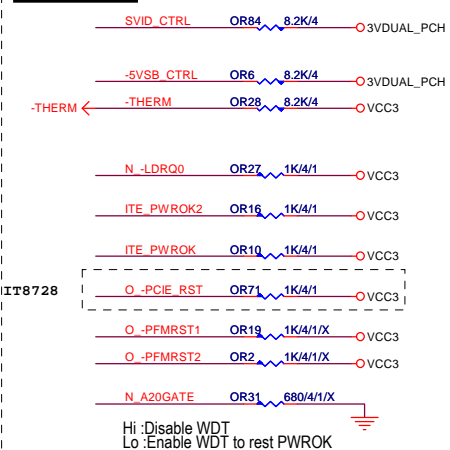 SVID_CTRL OR84 8.2K/4 3VDUAL_PCH
-5VSB_CTRL OR6 8.2K/4 3VDUAL_PCH
-THERM -THERM OR28 8.2K/4 VCC3
N_-LDRQ0 OR27 1K/4/1 VCC3
ITE_PWROK2 OR16 1K/4/1 VCC3
ITE_PWROK OR10 1K/4/1 VCC3
IT8728 O_-PCIE_RST OR71 1K/4/1 VCC3
O_-PFMRST1 OR19 1K/4/1/X VCC3
O_-PFMRST2 OR2 1K/4/1/X VCC3
N_A20GATE OR31 680/4/1/X
Hi :Disable WDT
Lo :Enable WDT to rest PWROK